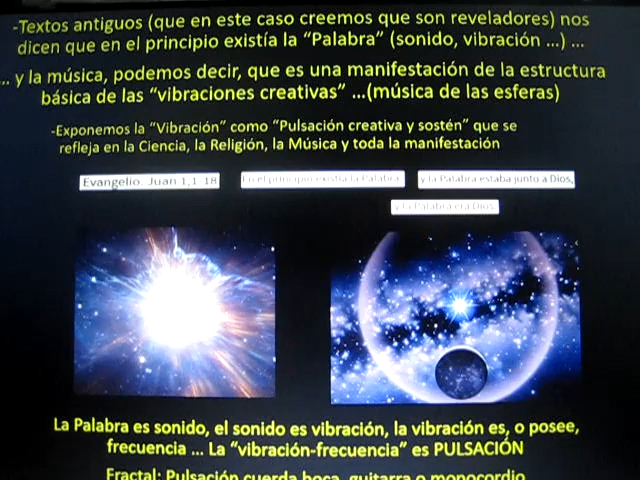 -Textos antiguos (que en este caso creemos que son reveladores) nos
dicen que en el principio existía la "Palabra" (sonido, vibración ...) ...
... y la música, podemos decir, que es una manifestación de la estructura
básica de las "vibraciones creativas" ...(música de las esferas)
-Exponemos la "Vibración" como "Pulsación creativa y sostén" que se
refleja en la Ciencia, la Religión, la Música y toda la manifestación
Evangelio. Juan 1,1-18
En el principio existía la Palabra
y la Palabra estaba junto a Dios,
y la Palabra era Dios.
La Palabra es sonido, el sonido es vibración, la vibración es, o posee,
frecuencia ... La "vibración-frecuencia" es PULSACIÓN
Fractal: Pulsación cuerda boca, guitarra o monocordio